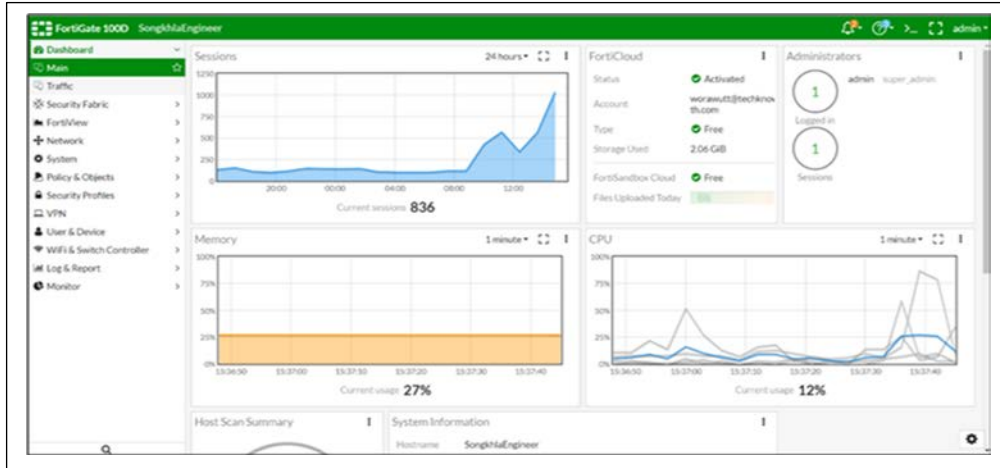 FortiGate 100D SongkhlaEngineer
admin
Dashboard
Main
Traffic
Security Fabric
FortiView
Network
System
Policy & Objects
Security Profiles
VPN
User & Device
WiFi & Switch Controller
Log & Report
Monitor
Sessions 24 hours
1250
1000
750
500
250
0
20:00 00:00 04:00 08:00 12:00
Current sessions 836
FortiCloud
Status Activated
Account worawutt@techknow
th.com
Type Free
Storage Used 2.06 GiB
FortiSandbox Cloud Free
Files Uploaded Today
Administrators
1 admin super_admin
Logged in
1
Sessions
Memory 1 minute
100%
75%
50%
25%
0%
15:36:50 15:37:00 15:37:10 15:37:20 15:37:30 15:37:40
Current usage 27%
CPU 1 minute
100%
75%
50%
25%
0%
15:36:50 15:37:00 15:37:10 15:37:20 15:37:30 15:37:40
Current usage 12%
Host Scan Summary
System Information
Hostname SongkhlaEngineer